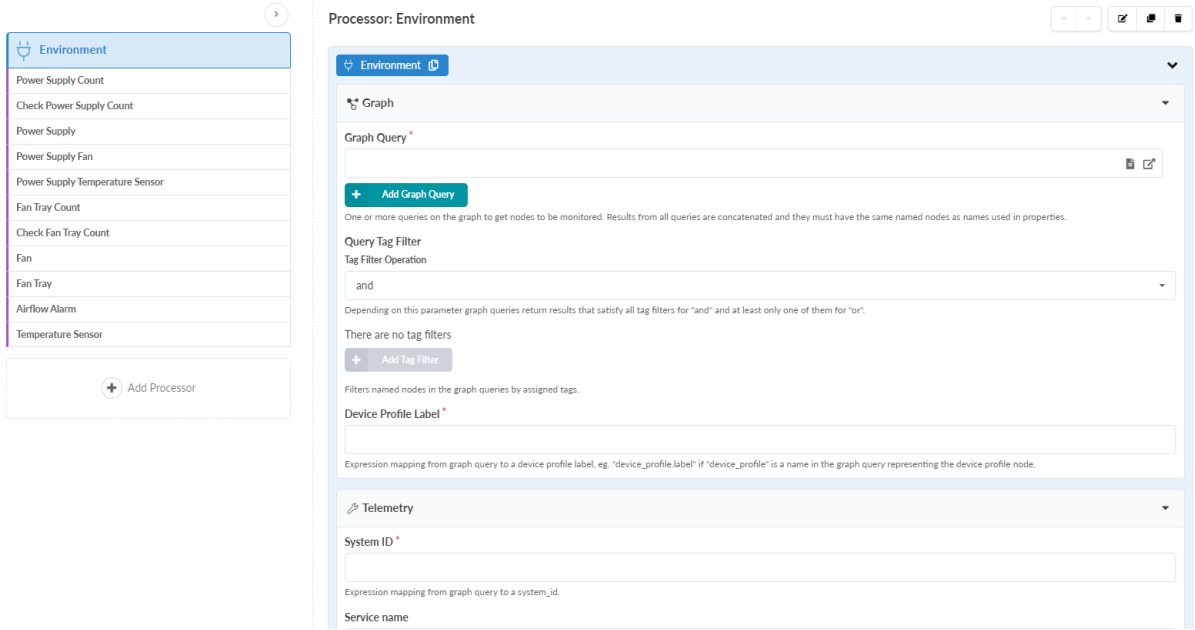 Environment
Power Supply Count
Check Power Supply Count
Power Supply
Power Supply Fan
Power Supply Temperature Sensor
Fan Tray Count
Check Fan Tray Count
Fan
Fan Tray
Airflow Alarm
Temperature Sensor
Add Processor
Processor: Environment
Environment
Graph
Graph Query *
Add Graph Query
One or more queries on the graph to get nodes to be monitored. Results from all queries are concatenated and they must have the same named nodes as names used in properties.
Query Tag Filter
Tag Filter Operation
and
Depending on this parameter graph queries return results that satisfy all tag filters for "and" and at least only one of them for "or".
There are no tag filters
Add Tag Filter
Filters named nodes in the graph queries by assigned tags.
Device Profile Label *
Expression mapping from graph query to a device profile label, eg. "device_profile.label" if "device_profile" is a name in the graph query representing the device profile node.
Telemetry
System ID *
Expression mapping from graph query to a system_id.
Service name